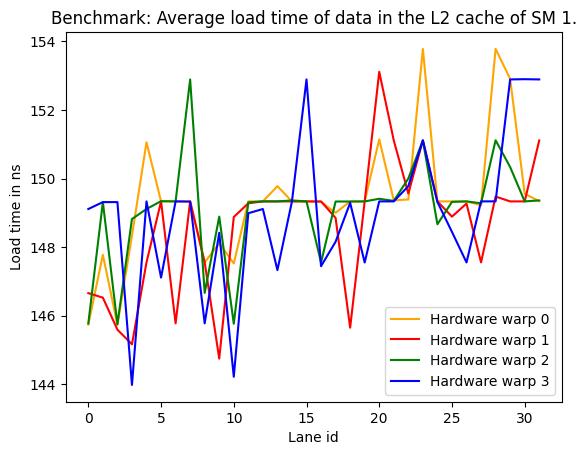 Benchmark: Average load time of data in the L2 cache of SM 1.
154
152
150
148
146
144
Load time in ns
Hardware warp 0
Hardware warp 1
Hardware warp 2
Hardware warp 3
0 5 10 15 20 25 30
Lane id